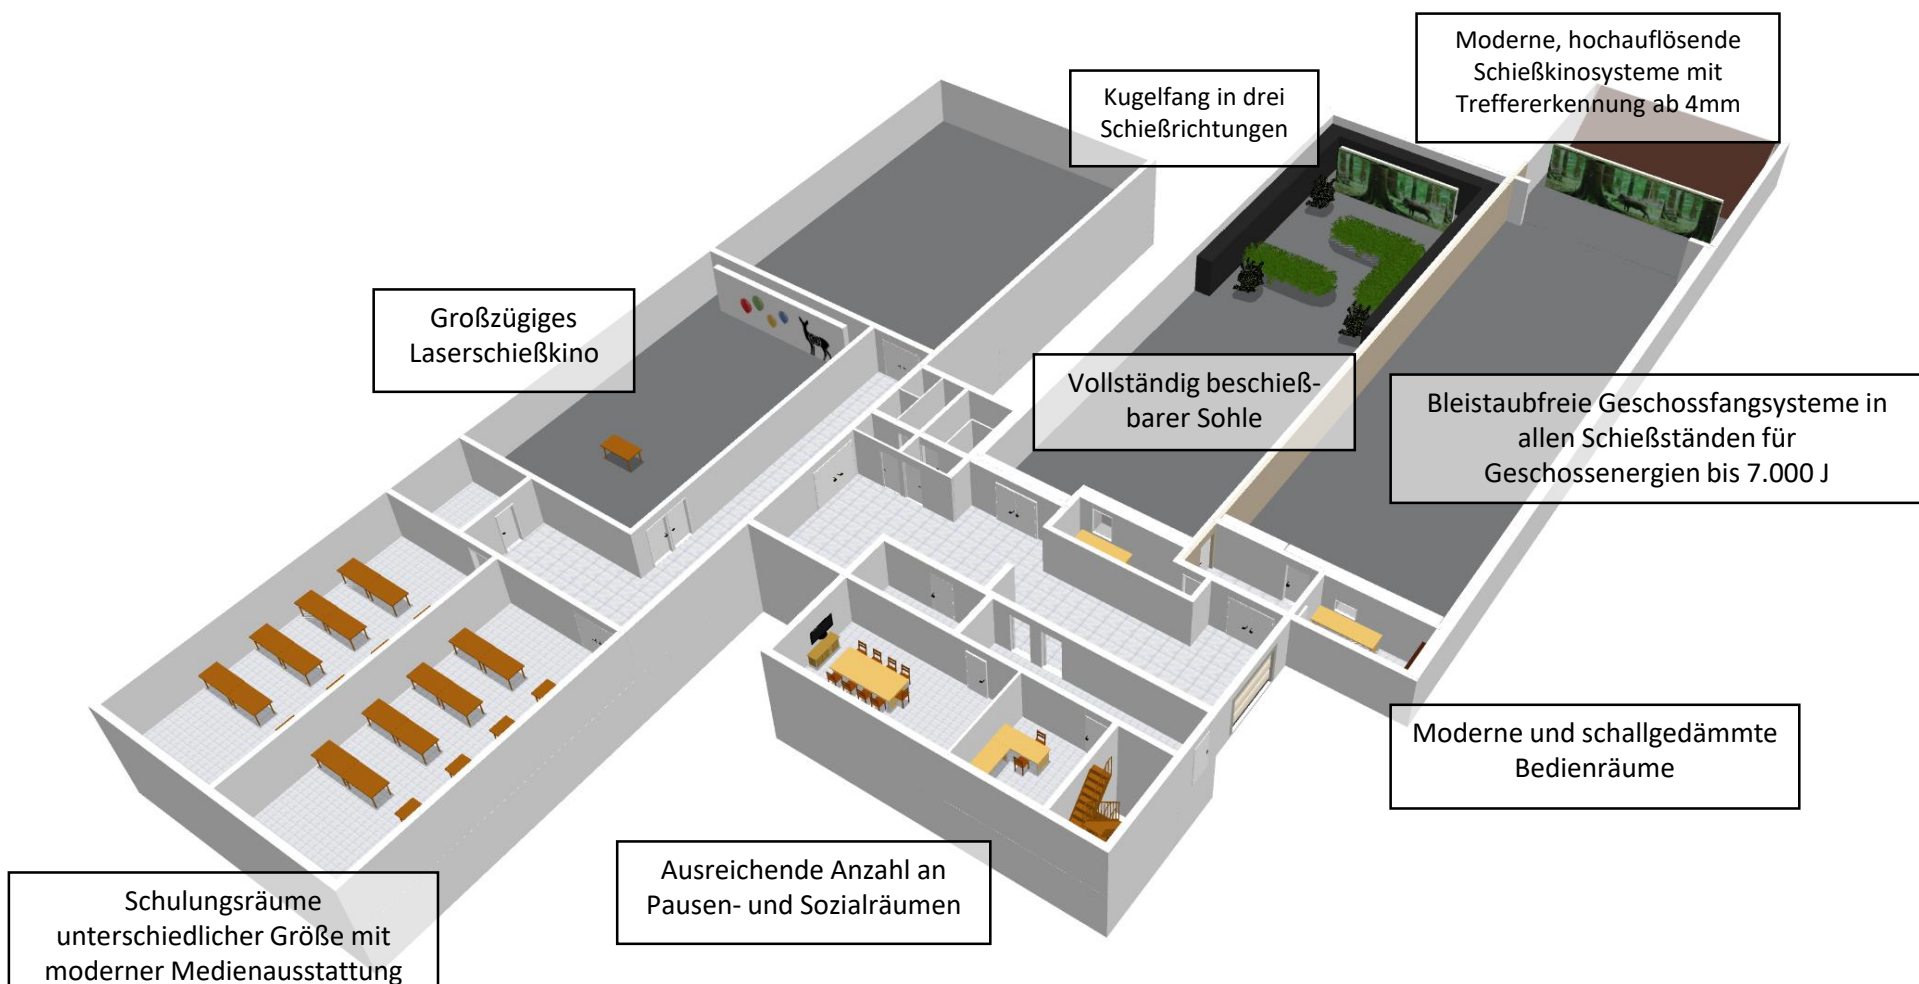 Moderne, hochauflösende
Schießkinosysteme mit
Treffererkennung ab 4mm
Kugelfang in drei
Schießrichtungen
Großzügiges
Laserschießkino
Vollständig beschieß-
barer Sohle
Bleistaubfreie Geschossfangsysteme in
allen Schießständen für
Geschossenergien bis 7.000 J
Moderne und schallgedämmte
Bedienräume
Ausreichende Anzahl an
Pausen- und Sozialräumen
Schulungsräume
unterschiedlicher Größe mit
moderner Medienausstattung